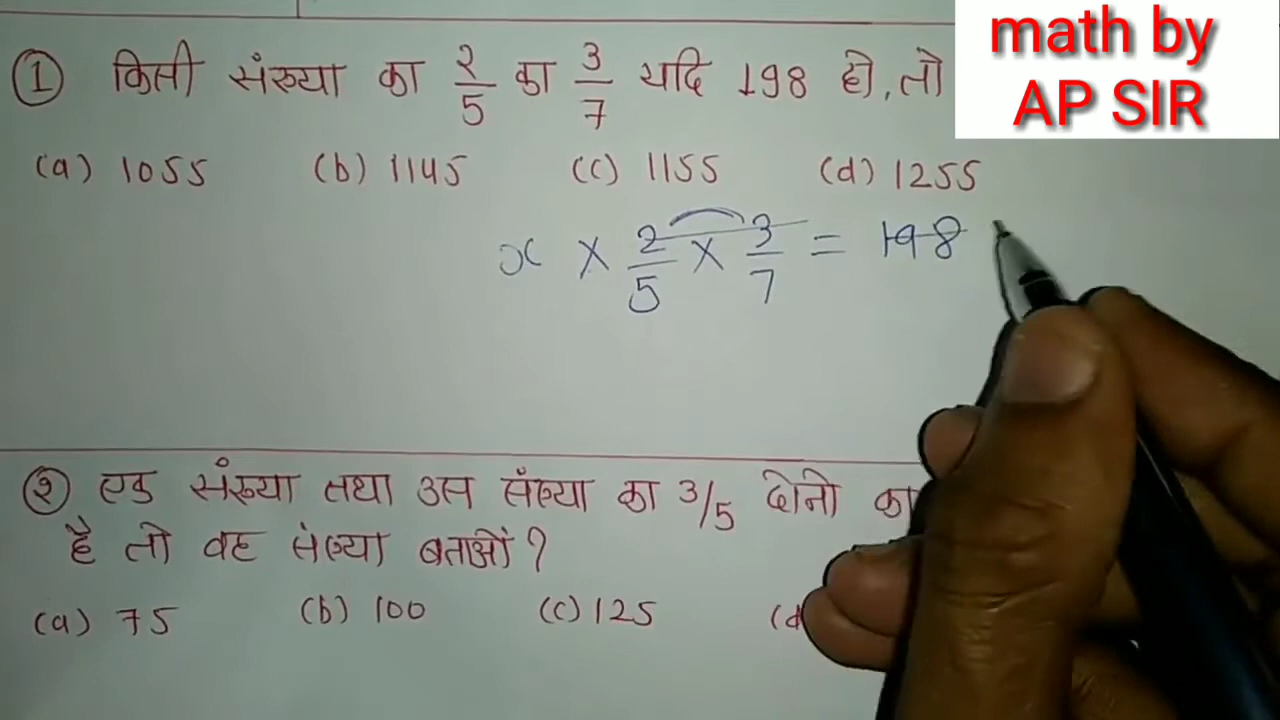 math by
AP SIR
① किसी संख्या का 2/5 का 3/7 यदि 198 हो, तो
(a) 1055 (b) 1145 (c) 1155 (d) 1255
x × 2/5 × 3/7 = 198
② एक संख्या तथा उस संख्या का 3/5 दोनो का
है तो वह संख्या बताओं?
(a) 75 (b) 100 (c) 125 (d